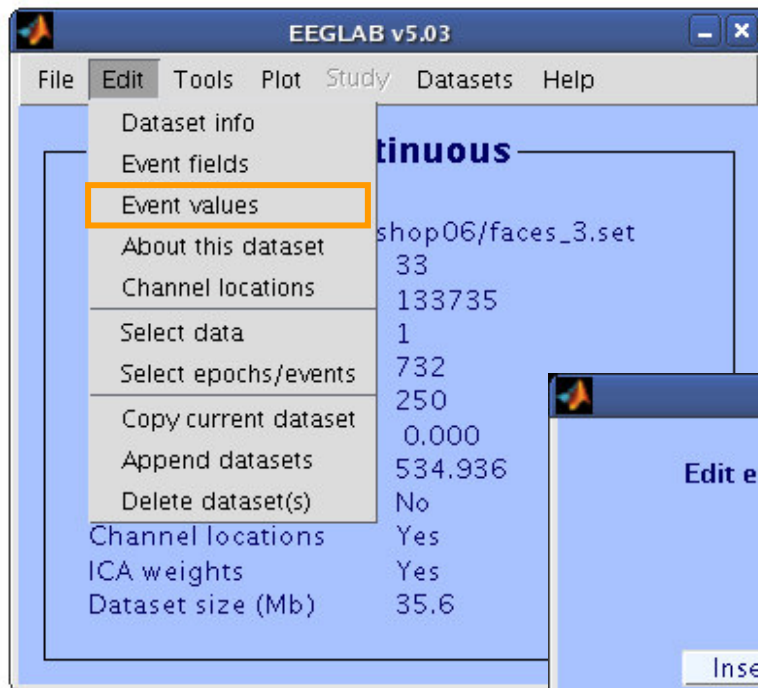 EEGLAB v5.03
File Edit Tools Plot Study Datasets Help
Dataset info
Event fields
Event values
About this dataset
Channel locations
Select data
Select epochs/events
Copy current dataset
Append datasets
Delete dataset(s)
tinuous
shop06/faces_3.set
33
133735
1
732
250
0.000
534.936
No
Channel locations Yes
ICA weights Yes
Dataset size (Mb) 35.6
Edit e
Inse